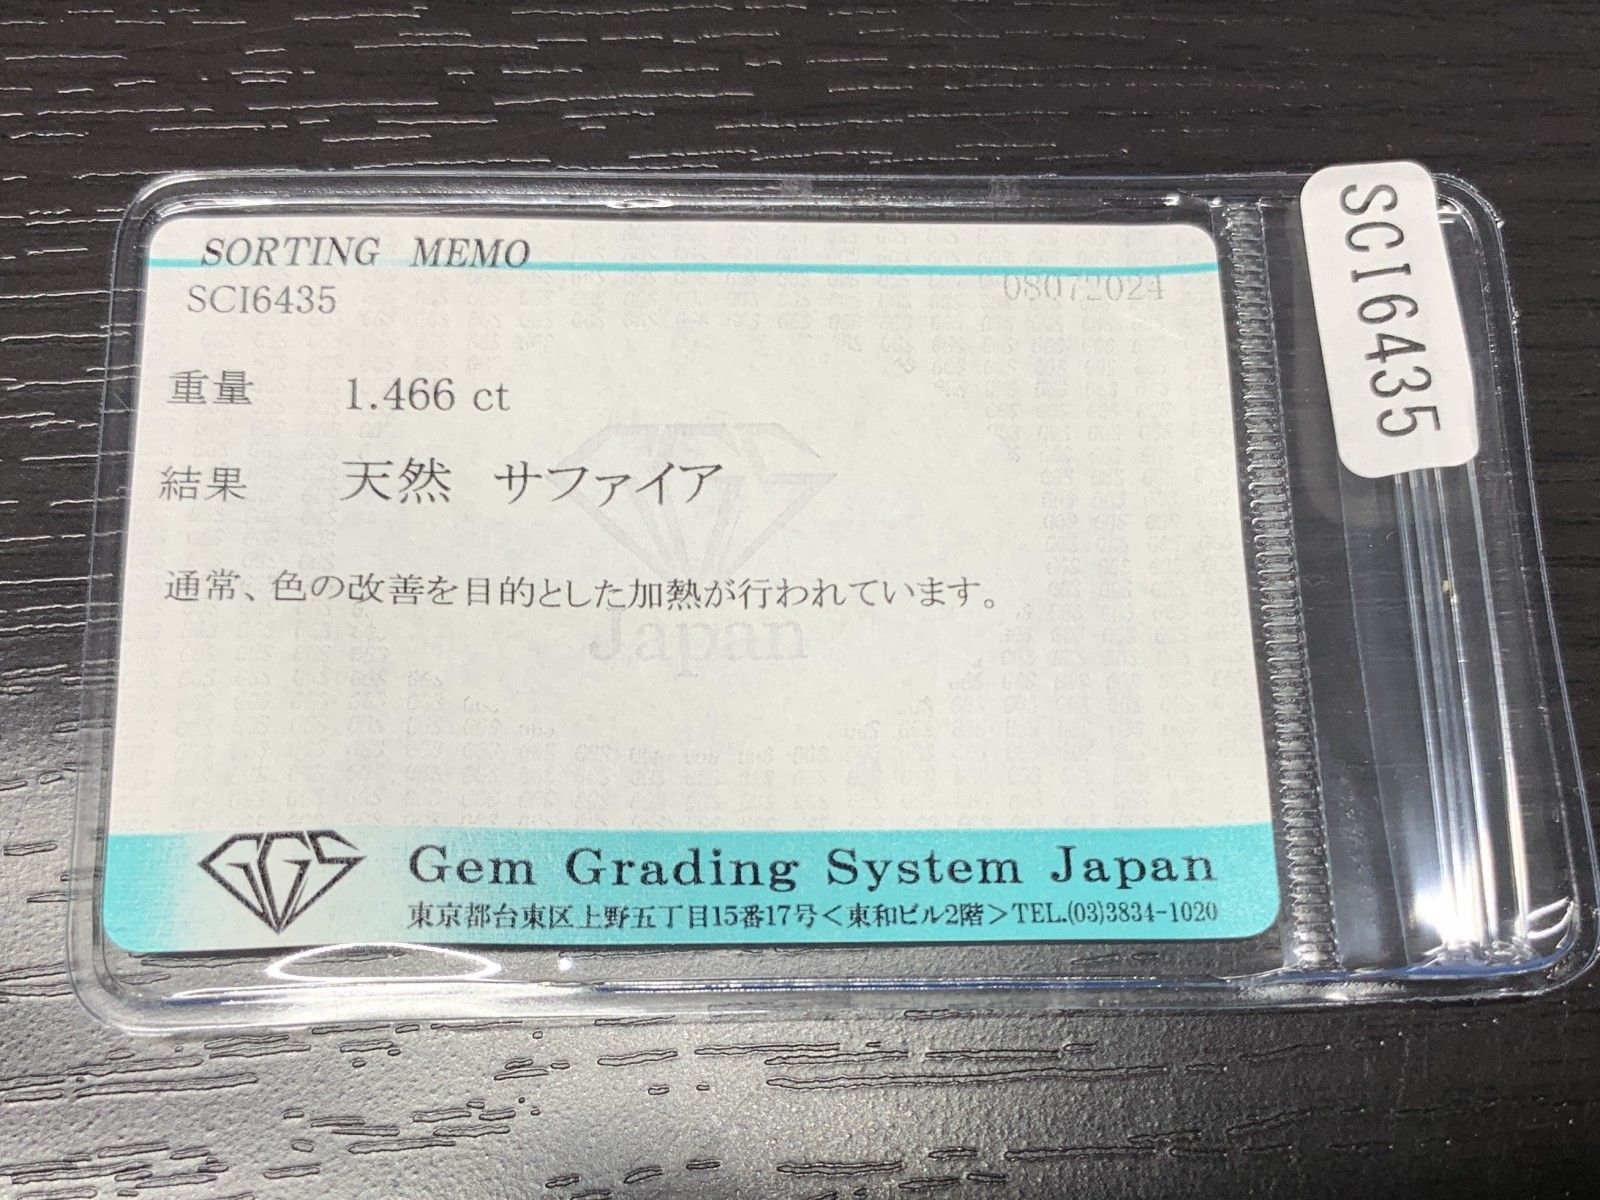 SORTING MEMO
SCI6435 08072024
重量 1.466 ct
結果 天然 サファイア
通常、色の改善を目的とした加熱が行われています。
Japan
GGS Gem Grading System Japan
東京都台東区上野五丁目15番17号<東和ビル2階>TEL.(03)3834-1020
SCI6435